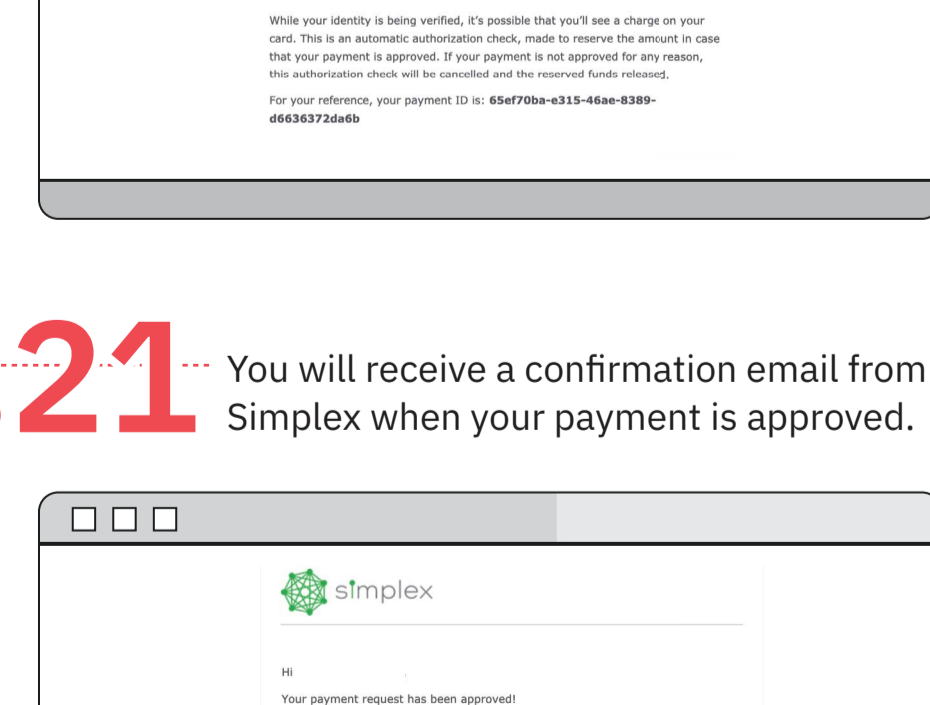 While your identity is being verified, it's possible that you'll see a charge on your
card. This is an automatic authorization check, made to reserve the amount in case
that your payment is approved. If your payment is not approved for any reason,
this authorization check will be cancelled and the reserved funds released.
For your reference, your payment ID is: 65ef70ba-e315-46ae-8389-
d6636372da6b
21
You will receive a confirmation email from
Simplex when your payment is approved.
simplex
Hi
Your payment request has been approved!